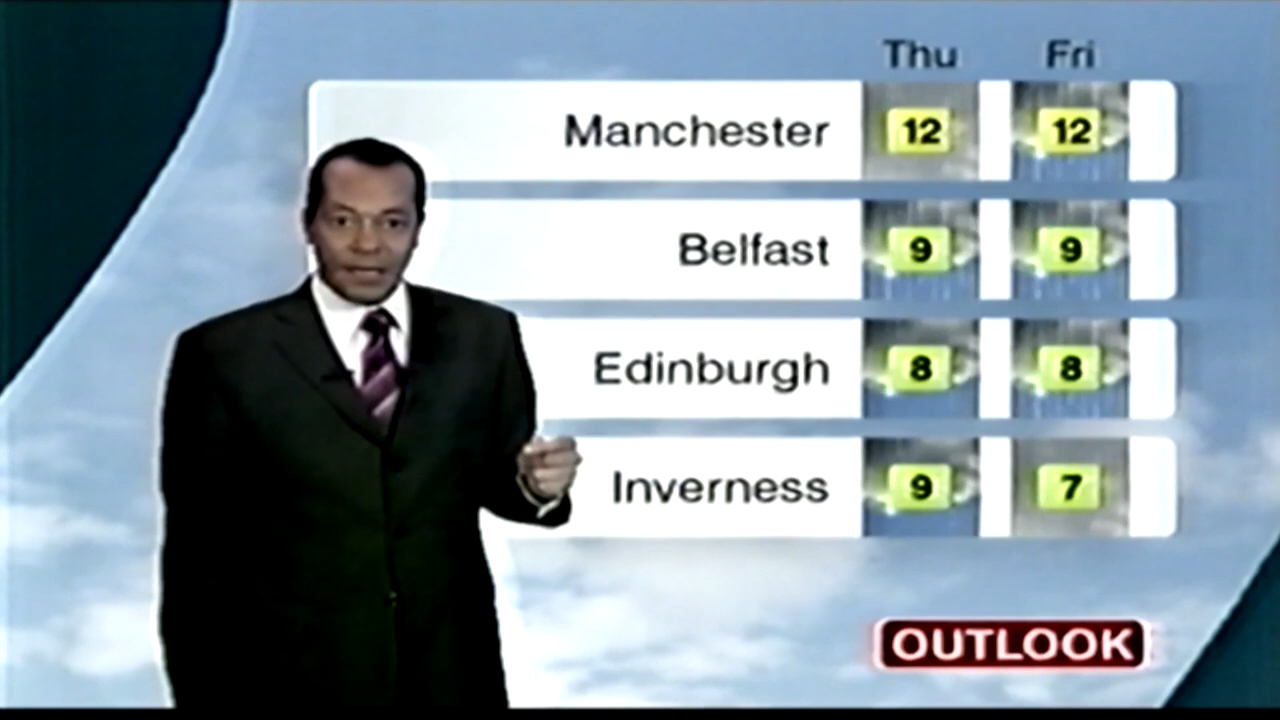 Thu Fri
Manchester 12 12
Belfast 9 9
Edinburgh 8 8
Inverness 9 7
OUTLOOK